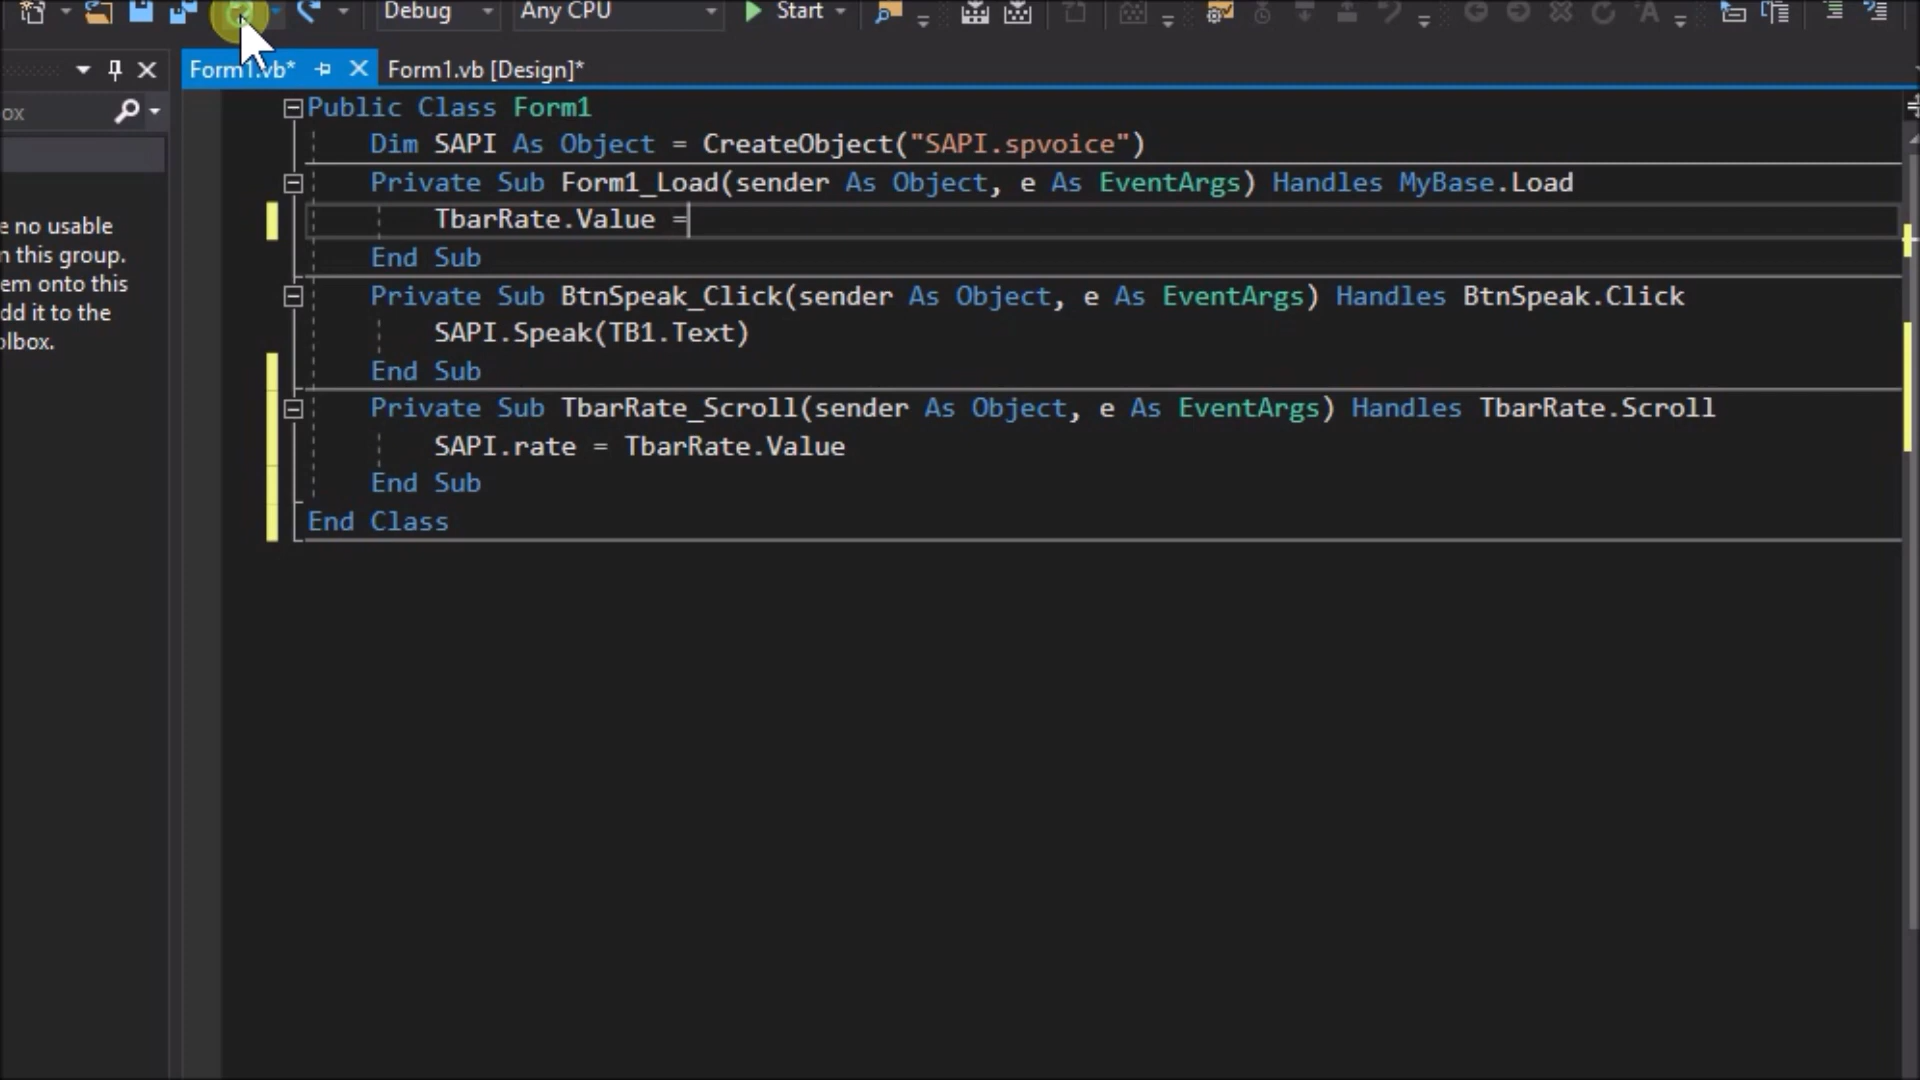 Debug Any CPU Start
Form1.vb* Form1.vb [Design]*
ox
e no usable
n this group.
em onto this
dd it to the
olbox.
Public Class Form1
Dim SAPI As Object = CreateObject("SAPI.spvoice")
Private Sub Form1_Load(sender As Object, e As EventArgs) Handles MyBase.Load
TbarRate.Value =
End Sub
Private Sub BtnSpeak_Click(sender As Object, e As EventArgs) Handles BtnSpeak.Click
SAPI.Speak(TB1.Text)
End Sub
Private Sub TbarRate_Scroll(sender As Object, e As EventArgs) Handles TbarRate.Scroll
SAPI.rate = TbarRate.Value
End Sub
End Class